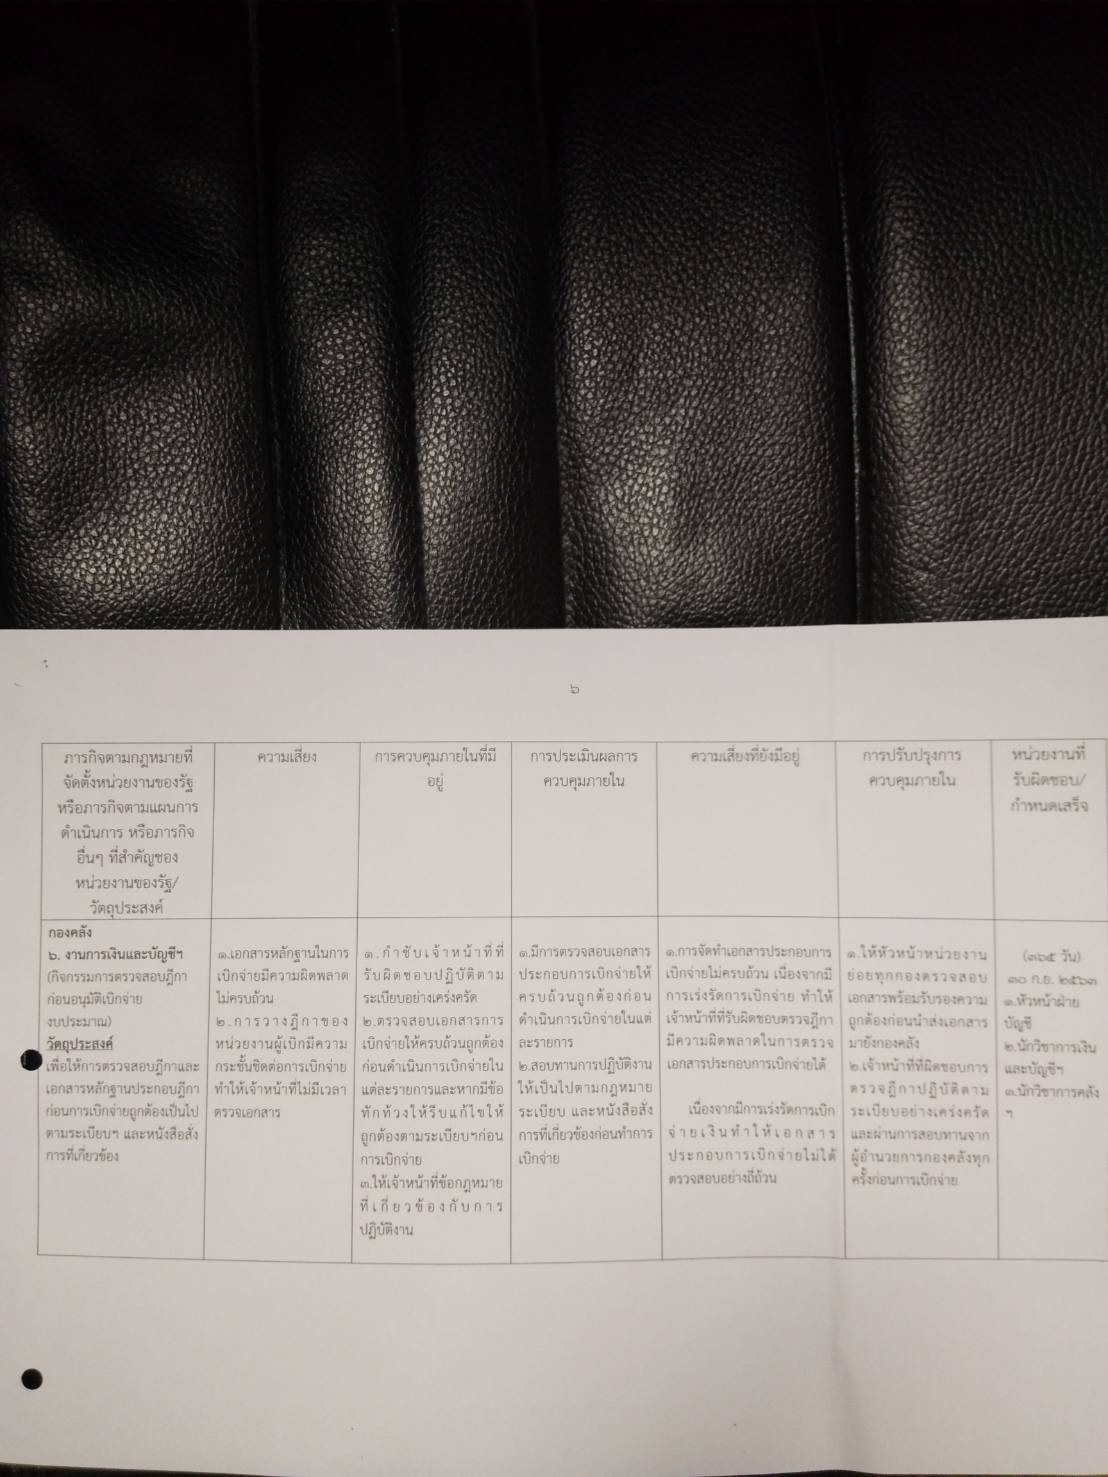 ๖
ภารกิจตามกฎหมายที่
จัดตั้งหน่วยงานของรัฐ
หรือภารกิจตามแผนการ
ดำเนินการ หรือภารกิจ
อื่นๆ ที่สำคัญของ
หน่วยงานของรัฐ/
วัตถุประสงค์
ความเสี่ยง
การควบคุมภายในที่มี
อยู่
การประเมินผลการ
ควบคุมภายใน
ความเสี่ยงที่ยังมีอยู่
การปรับปรุงการ
ควบคุมภายใน
หน่วยงานที่
รับผิดชอบ/
กำหนดเสร็จ
กองคลัง
๖. งานการเงินและบัญชีฯ
(กิจกรรมการตรวจสอบฎีกา
ก่อนอนุมัติเบิกจ่าย
งบประมาณ)
วัตถุประสงค์
เพื่อให้การตรวจสอบฎีกาและ
เอกสารหลักฐานประกอบฎีกา
ก่อนการเบิกจ่ายถูกต้องเป็นไป
ตามระเบียบฯ และหนังสือสั่ง
การที่เกี่ยวข้อง
๑.เอกสารหลักฐานในการ
เบิกจ่ายมีความผิดพลาด
ไม่ครบถ้วน
๒.การวางฎีกาของ
หน่วยงานผู้เบิกมีความ
กระชั้นชิดต่อการเบิกจ่าย
ทำให้เจ้าหน้าที่ไม่มีเวลา
ตรวจเอกสาร
๑.กำชับเจ้าหน้าที่ที่
รับผิดชอบปฏิบัติตาม
ระเบียบอย่างเคร่งครัด
๒.ตรวจสอบเอกสารการ
เบิกจ่ายให้ครบถ้วนถูกต้อง
ก่อนดำเนินการเบิกจ่ายใน
แต่ละรายการและหากมีข้อ
ทักท้วงให้รีบแก้ไขให้
ถูกต้องตามระเบียบฯก่อน
การเบิกจ่าย
๓.ให้เจ้าหน้าที่ข้อกฎหมาย
ที่เกี่ยวข้องกับการ
ปฏิบัติงาน
๑.มีการตรวจสอบเอกสาร
ประกอบการเบิกจ่ายให้
ครบถ้วนถูกต้องก่อน
ดำเนินการเบิกจ่ายในแต่
ละรายการ
๒.สอบทานการปฏิบัติงาน
ให้เป็นไปตามกฎหมาย
ระเบียบ และหนังสือสั่ง
การที่เกี่ยวข้องก่อนทำการ
เบิกจ่าย
๑.การจัดทำเอกสารประกอบการ
เบิกจ่ายไม่ครบถ้วน เนื่องจากมี
การเร่งรัดการเบิกจ่าย ทำให้
เจ้าหน้าที่ที่รับผิดชอบตรวจฎีกา
มีความผิดพลาดในการตรวจ
เอกสารประกอบการเบิกจ่ายได้
เนื่องจากมีการเร่งรัดการเบิก
จ่ายเงินทำให้เอกสาร
ประกอบการเบิกจ่ายไม่ได้
ตรวจสอบอย่างถี่ถ้วน
๑.ให้หัวหน้าหน่วยงาน
ย่อยทุกกองตรวจสอบ
เอกสารพร้อมรับรองความ
ถูกต้องก่อนนำส่งเอกสาร
มายังกองคลัง
๒.เจ้าหน้าที่ที่ผิดชอบการ
ตรวจฎีกาปฏิบัติตาม
ระเบียบอย่างเคร่งครัด
และผ่านการสอบทานจาก
ผู้อำนวยการกองคลังทุก
ครั้งก่อนการเบิกจ่าย
(๓๖๕ วัน)
๓๐ ก.ย. ๒๕๖๓
๑.หัวหน้าฝ่าย
บัญชี
๒.นักวิชาการเงิน
และบัญชีฯ
๓.นักวิชาการคลัง
ฯ